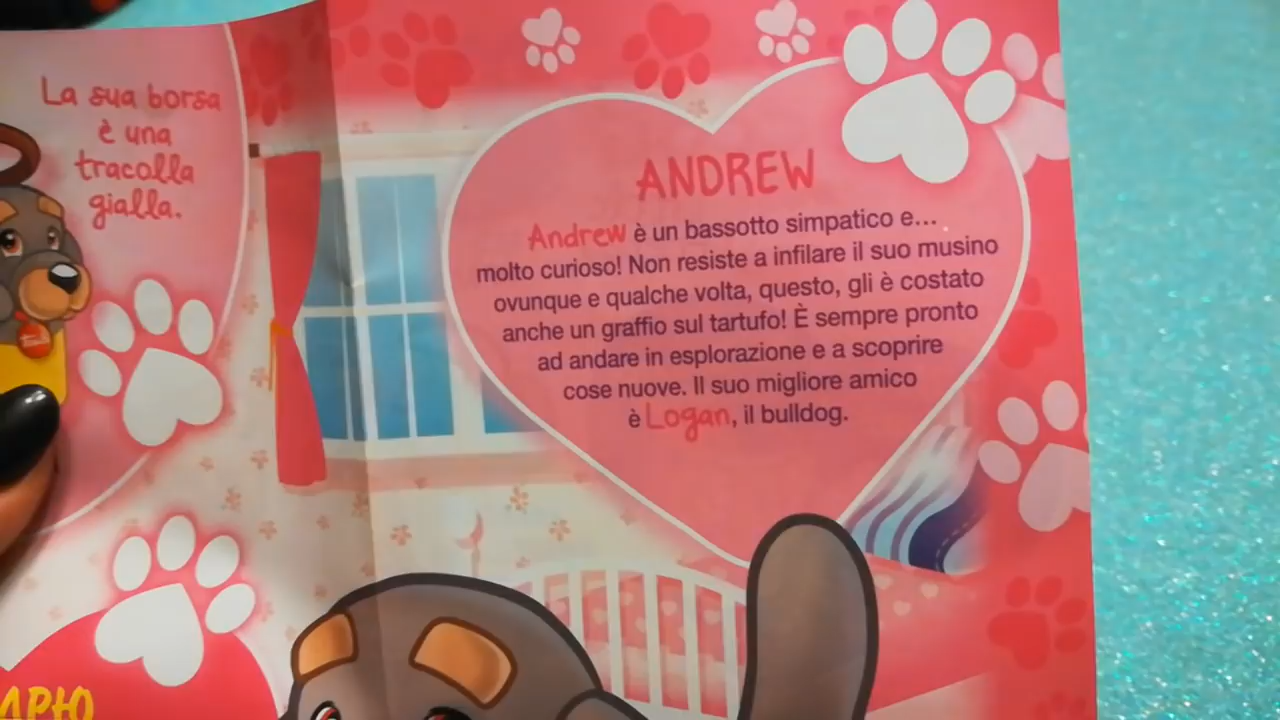 La sua borsa
è una
tracolla
gialla.
ANDREW
Andrew è un bassotto simpatico e...
molto curioso! Non resiste a infilare il suo musino
ovunque e qualche volta, questo, gli è costato
anche un graffio sul tartufo! È sempre pronto
ad andare in esplorazione e a scoprire
cose nuove. Il suo migliore amico
è Logan, il bulldog.